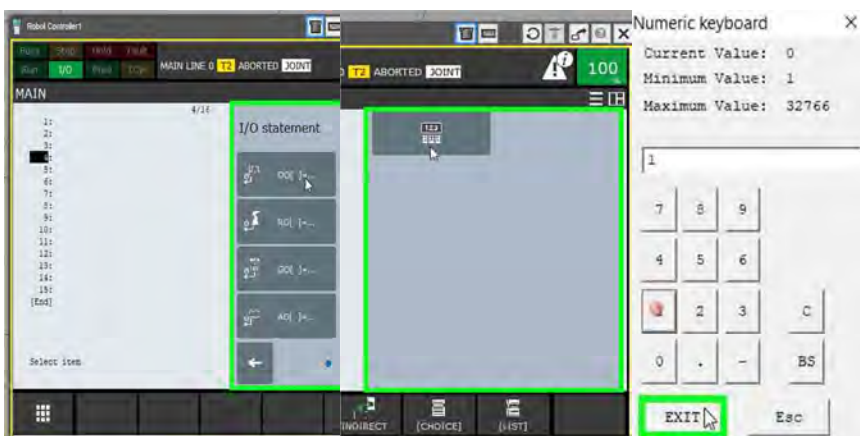 Robot Controller1
Busy Step Hold Fault
Run I/O Prod TCyc
MAIN LINE 0 T2 ABORTED JOINT
MAIN
4/16
1:
2:
3:
4:
5:
6:
7:
8:
9:
10:
11:
12:
13:
14:
15:
[End]
Select item
I/O statement
DO[ ]=...
RO[ ]=...
GO[ ]=...
AO[ ]=...
T2 ABORTED JOINT
100
%
123
INDIRECT [CHOICE] [LIST]
Numeric keyboard
Current Value: 0
Minimum Value: 1
Maximum Value: 32766
1
7 8 9
4 5 6
2 3 C
0 . - BS
EXIT Esc